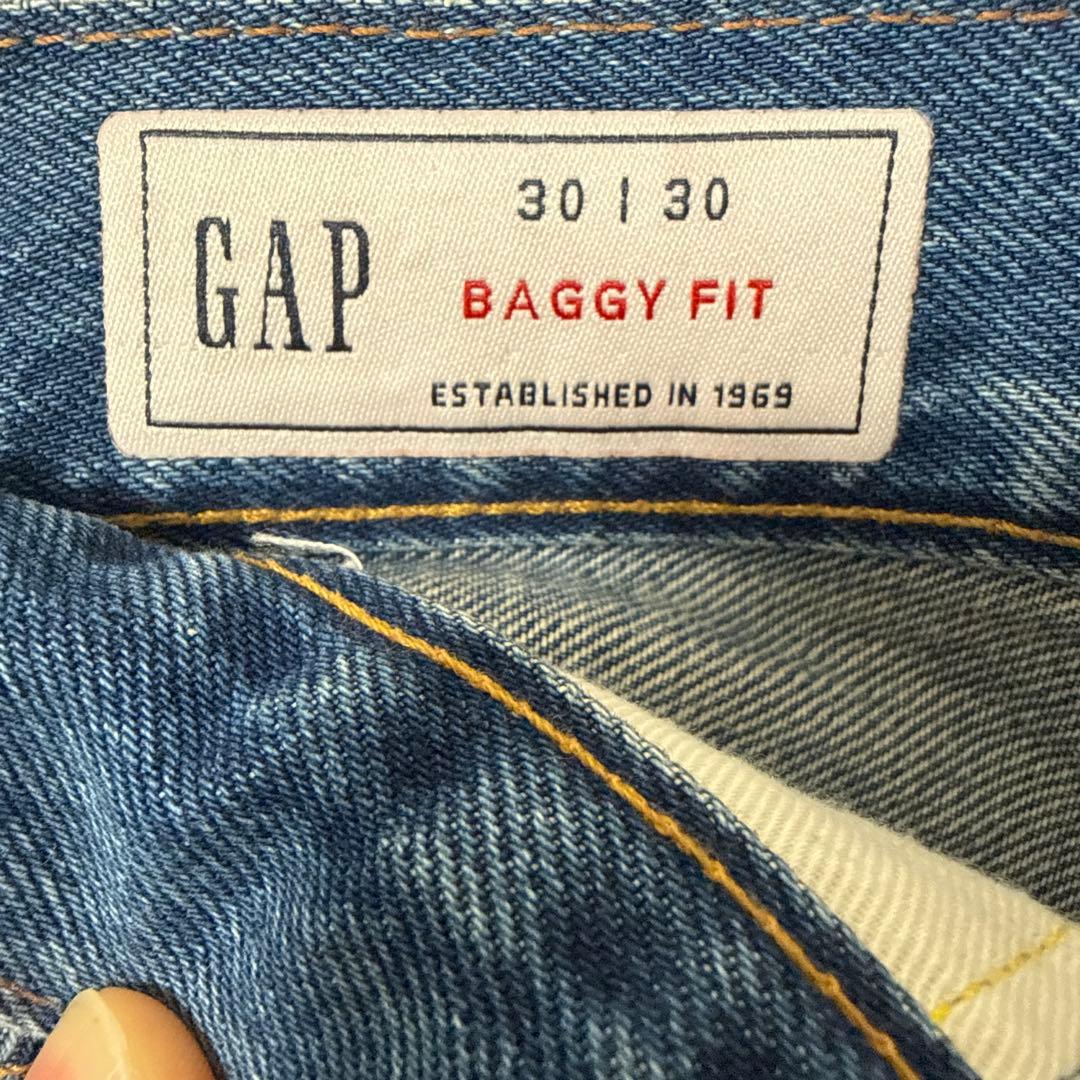 GAP
30 | 30
BAGGY FIT
ESTABLISHED IN 1969